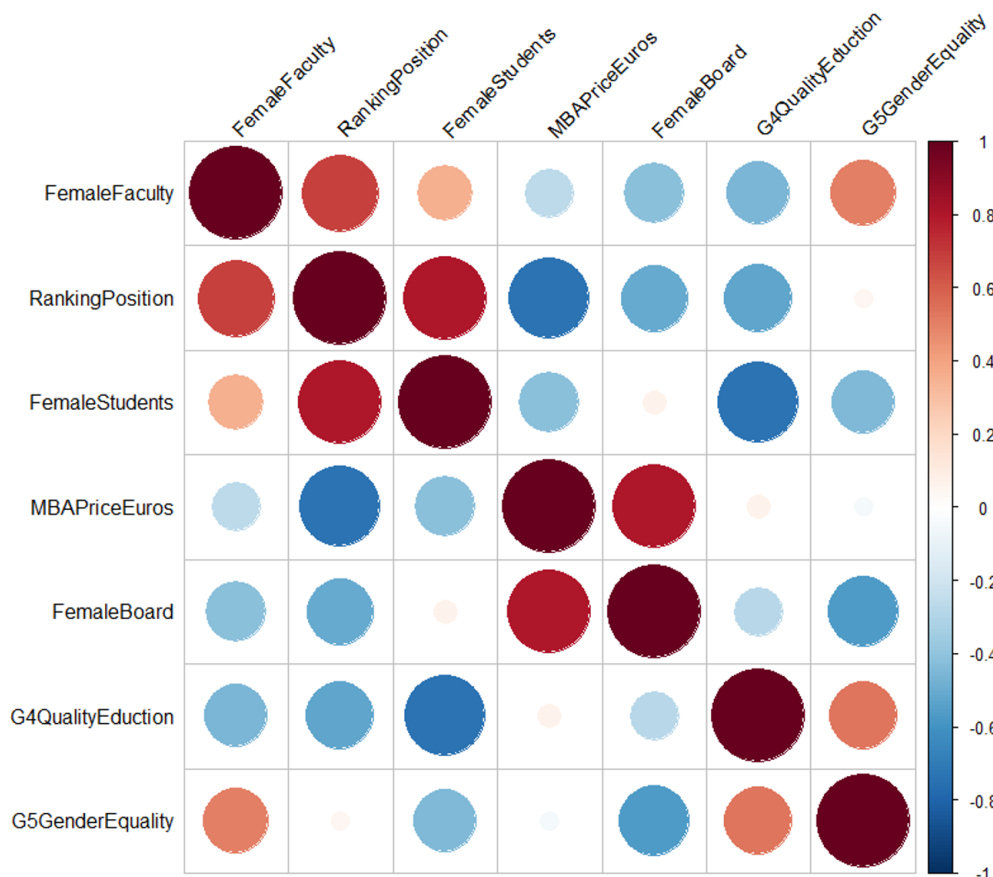 FemaleFaculty
RankingPosition
FemaleStudents
MBAPriceEuros
FemaleBoard
G4QualityEduction
G5GenderEquality
FemaleFaculty
RankingPosition
FemaleStudents
MBAPriceEuros
FemaleBoard
G4QualityEduction
G5GenderEquality
1
0.8
0.6
0.4
0.2
0
-0.2
-0.4
-0.6
-0.8
-1